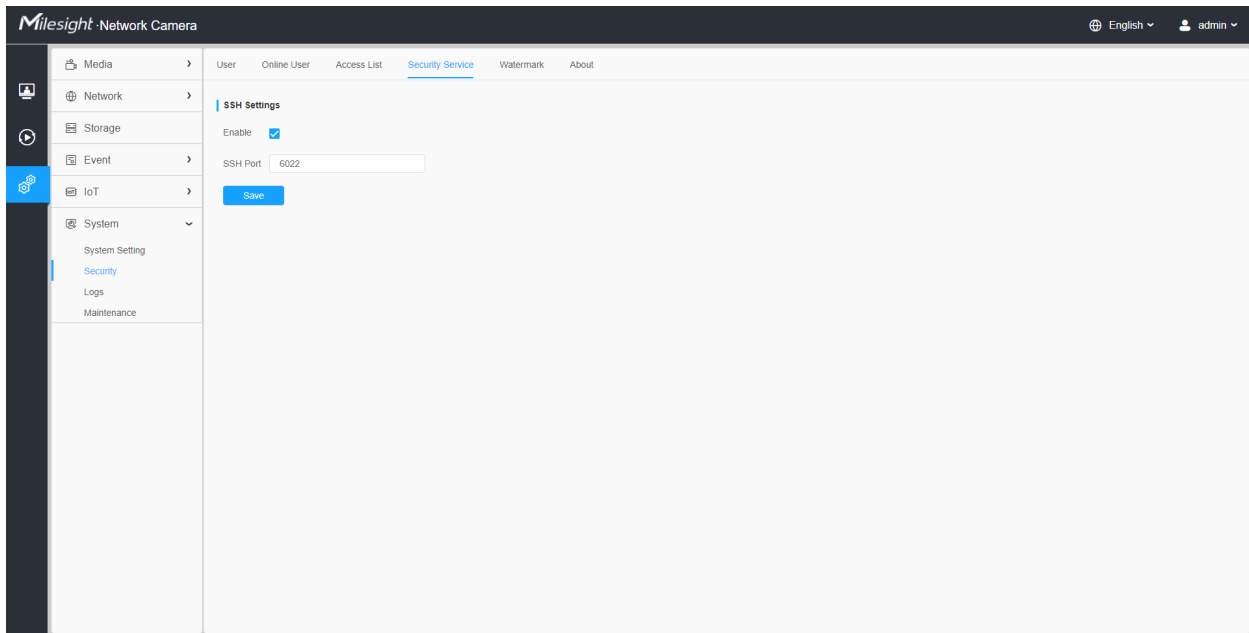 Milesight · Network Camera
English
admin
Media
Network
Storage
Event
IoT
System
System Setting
Security
Logs
Maintenance
User Online User Access List Security Service Watermark About
SSH Settings
Enable
SSH Port 6022
Save